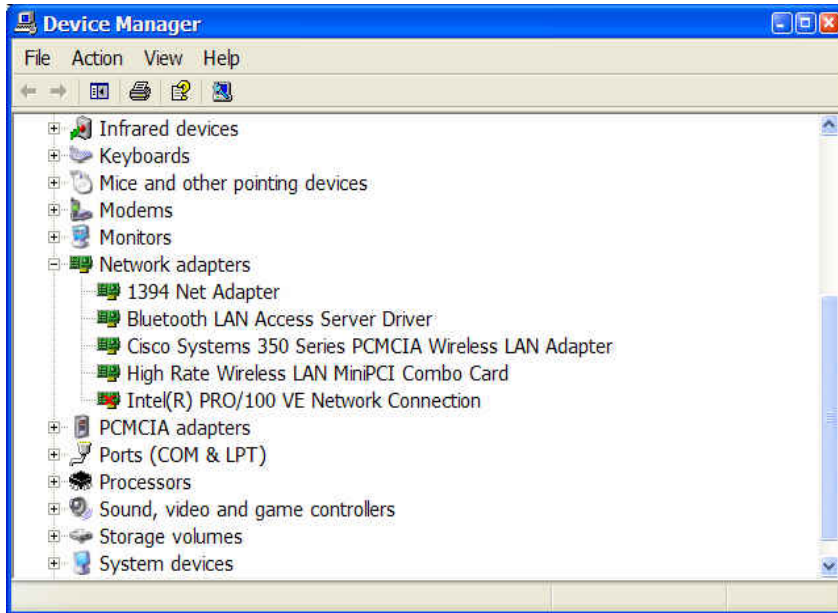 Device Manager
File Action View Help
Infrared devices
Keyboards
Mice and other pointing devices
Modems
Monitors
Network adapters
1394 Net Adapter
Bluetooth LAN Access Server Driver
Cisco Systems 350 Series PCMCIA Wireless LAN Adapter
High Rate Wireless LAN MiniPCI Combo Card
Intel(R) PRO/100 VE Network Connection
PCMCIA adapters
Ports (COM & LPT)
Processors
Sound, video and game controllers
Storage volumes
System devices